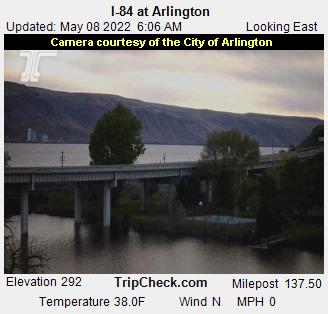 I-84 at Arlington
Updated: May 08 2022 6:06 AM Looking East
Camera courtesy of the City of Arlington
Elevation 292 TripCheck.com Milepost 137.50
Temperature 38.0F Wind N MPH 0